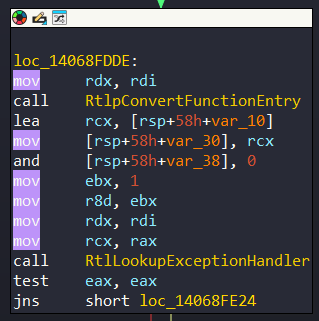 loc_14068FDDE:
mov rdx, rdi
call RtlpConvertFunctionEntry
lea rcx, [rsp+58h+var_10]
mov [rsp+58h+var_30], rcx
and [rsp+58h+var_38], 0
mov ebx, 1
mov r8d, ebx
mov rdx, rdi
mov rcx, rax
call RtlLookupExceptionHandler
test eax, eax
jns short loc_14068FE24